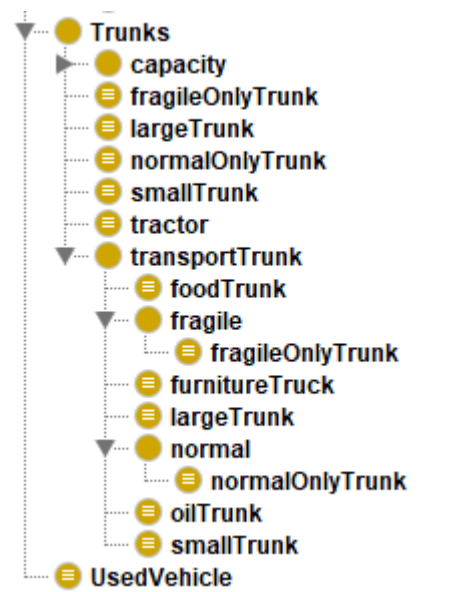 Trunks
capacity
fragileOnlyTrunk
largeTrunk
normalOnlyTrunk
smallTrunk
tractor
transportTrunk
foodTrunk
fragile
fragileOnlyTrunk
furnitureTruck
largeTrunk
normal
normalOnlyTrunk
oilTrunk
smallTrunk
UsedVehicle